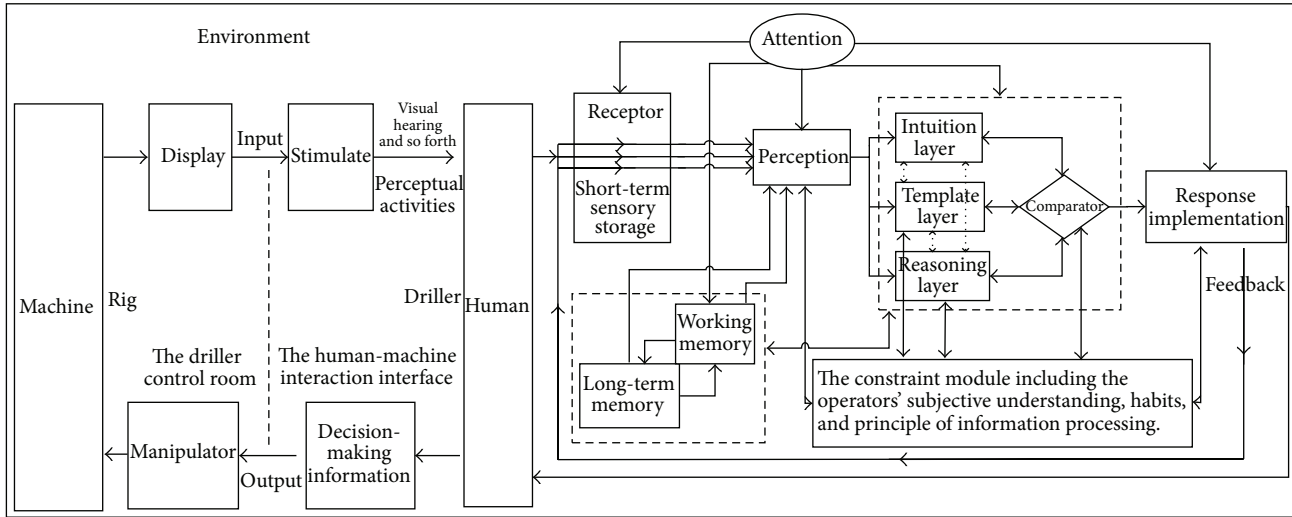 Environment
Attention
Receptor
Visual
hearing
and so forth
Input
Display
Stimulate
Perceptual
activities
Short-term
sensory
storage
Perception
Intuition
layer
Template
layer
Reasoning
layer
Comparator
Response
implementation
Feedback
Machine
Rig
Driller
Human
Working
memory
Long-term
memory
The driller
control room
The human-machine
interaction interface
The constraint module including the
operators' subjective understanding, habits,
and principle of information processing.
Manipulator
Output
Decision-
making
information